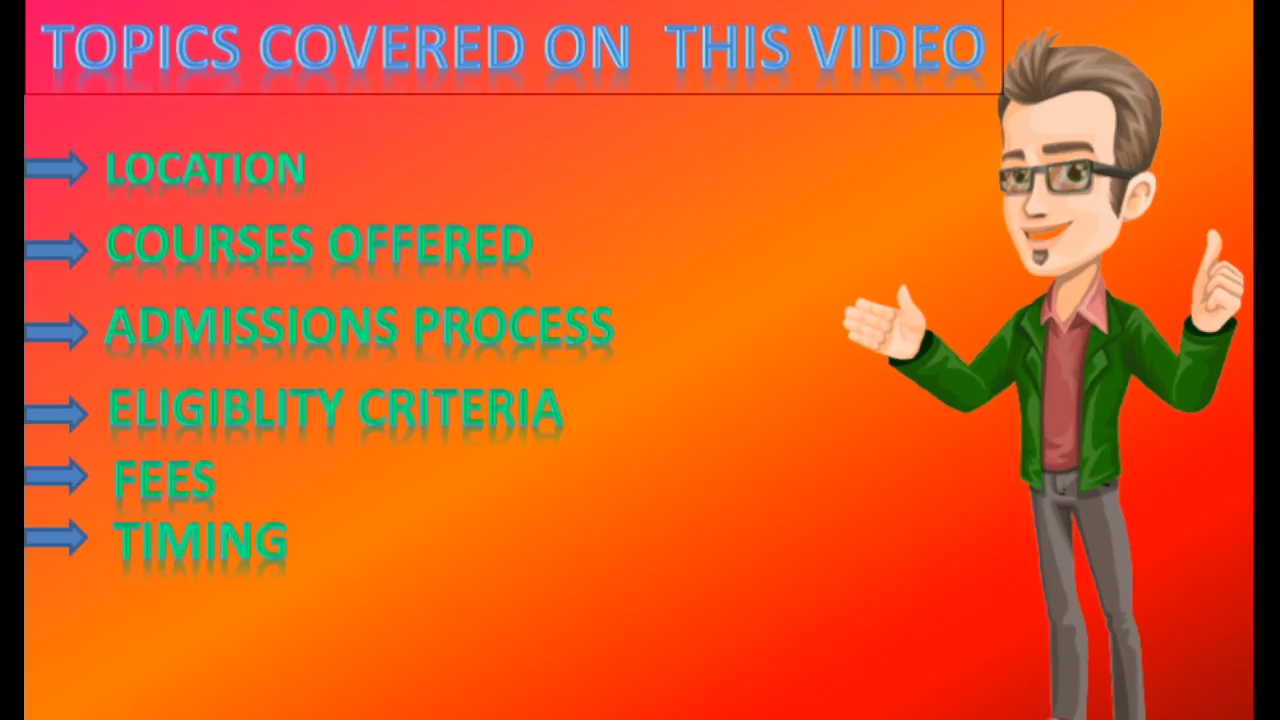 TOPICS COVERED ON THIS VIDEO
LOCATION
COURSES OFFERED
ADMISSIONS PROCESS
ELIGIBLITY CRITERIA
FEES
TIMING